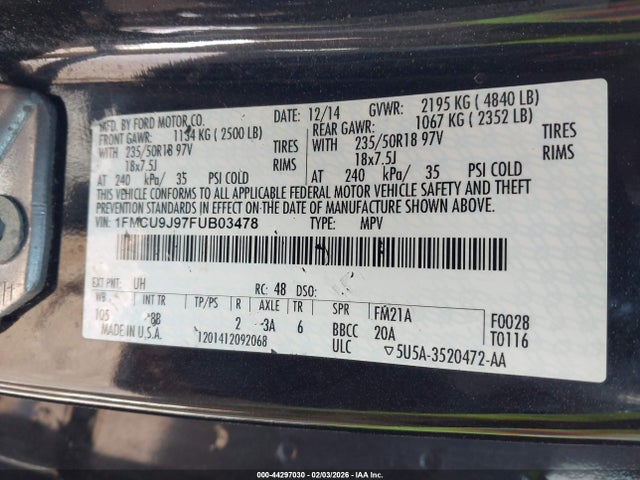 MFD. BY FORD MOTOR CO.
DATE: 12/14 GVWR: 2195 KG ( 4840 LB)
FRONT GAWR: 1134 KG ( 2500 LB)
REAR GAWR: 1067 KG ( 2352 LB)
WITH 235/50R18 97V TIRES
WITH 235/50R18 97V TIRES
18x7.5J RIMS
18x7.5J RIMS
AT 240 kPa/ 35 PSI COLD
AT 240 kPa/ 35 PSI COLD
THIS VEHICLE CONFORMS TO ALL APPLICABLE FEDERAL MOTOR VEHICLE SAFETY AND THEFT
PREVENTION STANDARDS IN EFFECT ON THE DATE OF MANUFACTURE SHOWN ABOVE.
VIN: 1FMCU9J97FUB03478 TYPE: MPV
EXT PNT: UH RC: 48 DSO:
WB INT TR TP/PS R AXLE TR SPR FM21A F0028
105 2 3A 6 BBCC 20A T0116
MADE IN U.S.A. 1201412092068 ULC 5U5A-3520472-AA
000-44297030 - 02/03/2026 - IAA Inc.